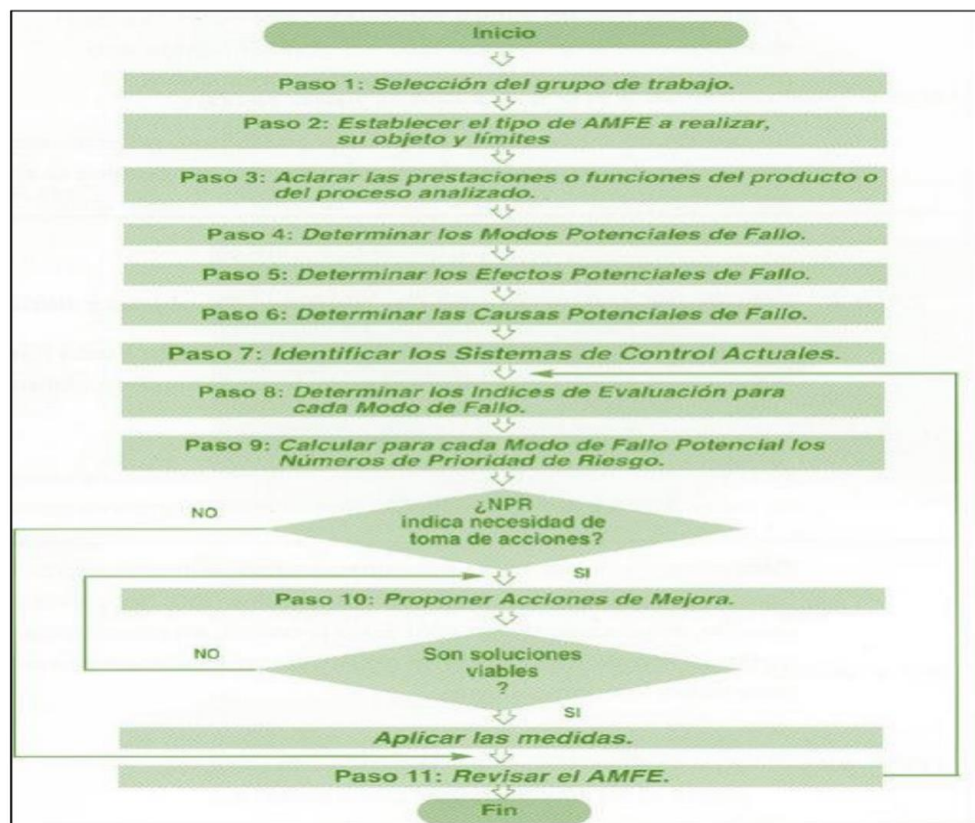 Inicio
Paso 1: Selección del grupo de trabajo.
Paso 2: Establecer el tipo de AMFE a realizar,
su objeto y límites
Paso 3: Aclarar las prestaciones o funciones del producto o
del proceso analizado.
Paso 4: Determinar los Modos Potenciales de Fallo.
Paso 5: Determinar los Efectos Potenciales de Fallo.
Paso 6: Determinar las Causas Potenciales de Fallo.
Paso 7: Identificar los Sistemas de Control Actuales.
Paso 8: Determinar los Indices de Evaluación para
cada Modo de Fallo.
Paso 9: Calcular para cada Modo de Fallo Potencial los
Números de Prioridad de Riesgo.
NO
¿NPR
indica necesidad de
toma de acciones?
SI
Paso 10: Proponer Acciones de Mejora.
NO
Son soluciones
viables
?
SI
Aplicar las medidas.
Paso 11: Revisar el AMFE.
Fin